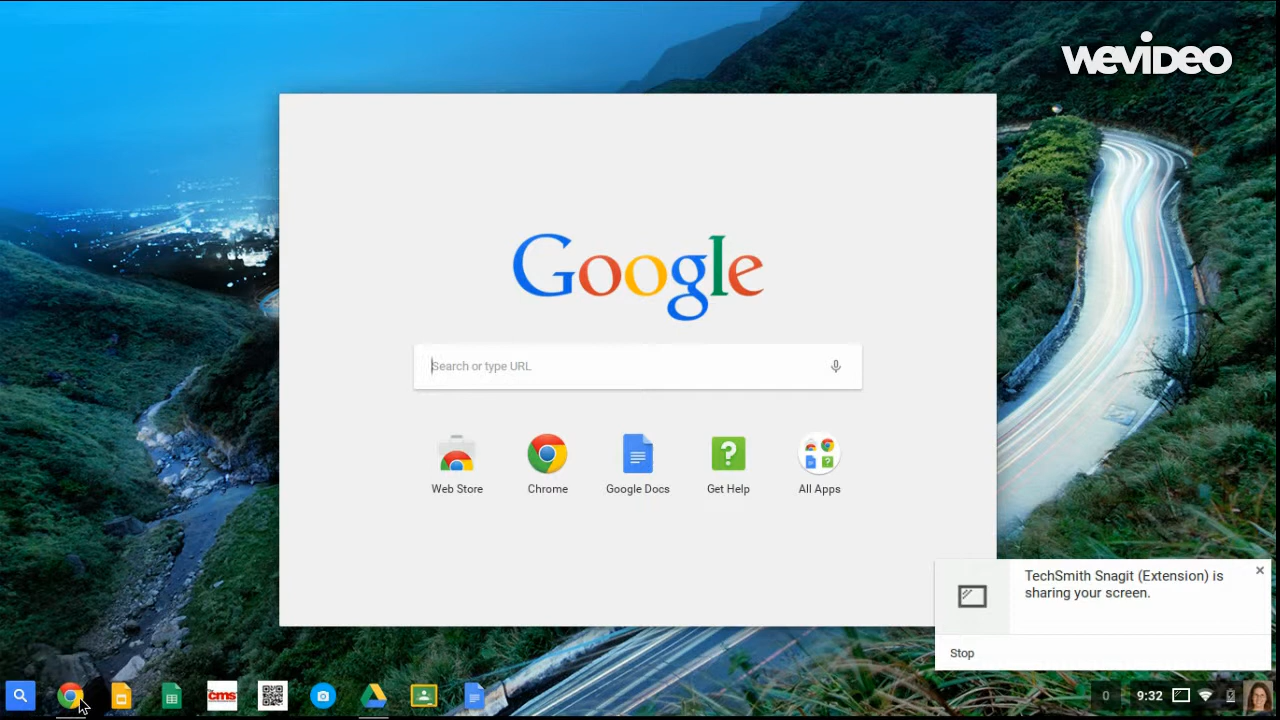 WEVIDEO
Google
Search or type URL
Web Store
Chrome
Google Docs
Get Help
All Apps
TechSmith Snagit (Extension) is
sharing your screen.
Stop
cms
0
9:32